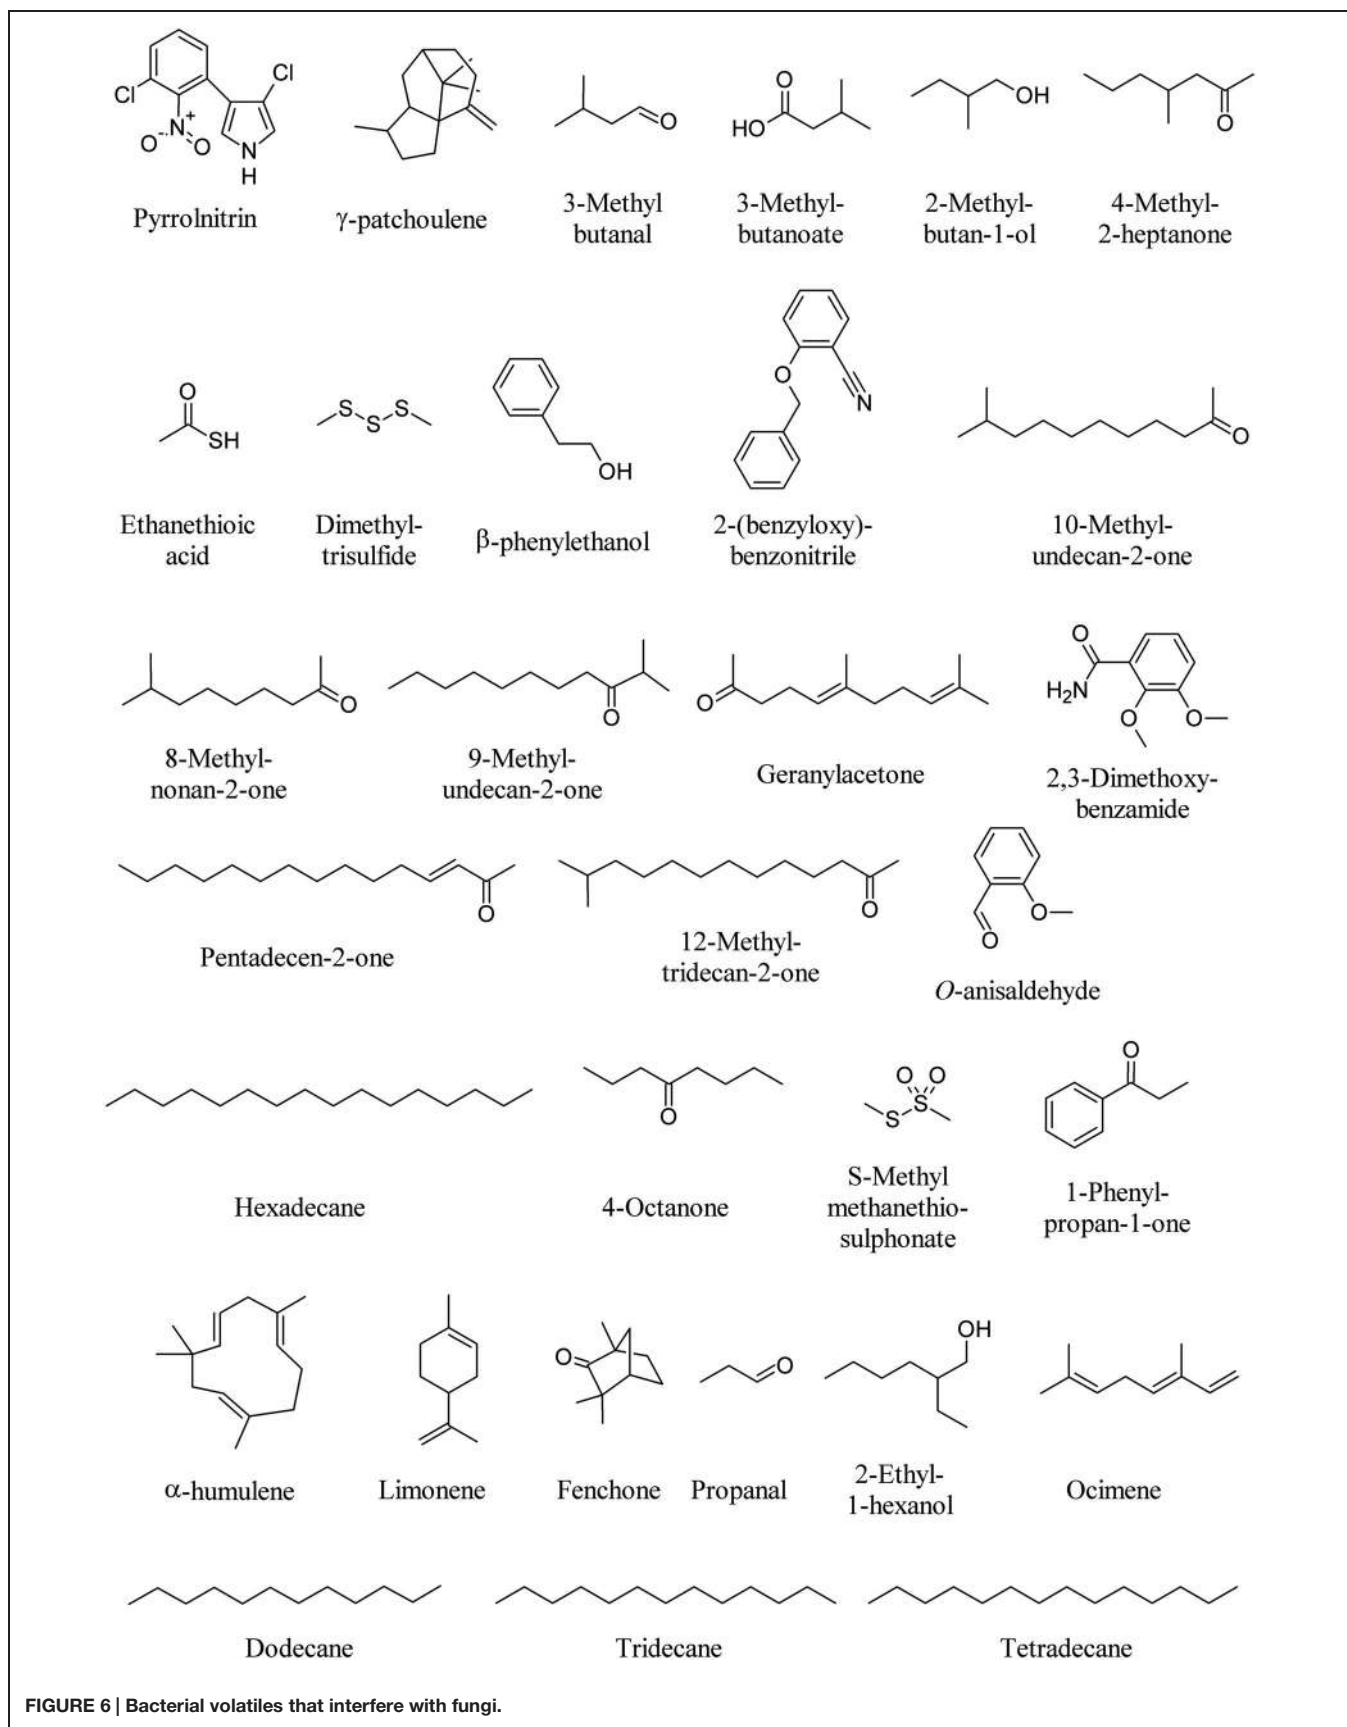 Cl
Cl
N+
O-
O
N
H
Pyrrolnitrin
γ-patchoulene
O
3-Methyl
butanal
O
HO
3-Methyl-
butanoate
OH
2-Methyl-
butan-1-ol
O
4-Methyl-
2-heptanone
O
SH
Ethanethioic
acid
S
S
S
Dimethyl-
trisulfide
OH
β-phenylethanol
O
N
2-(benzyloxy)-
benzonitrile
O
10-Methyl-
undecan-2-one
O
8-Methyl-
nonan-2-one
O
9-Methyl-
undecan-2-one
O
Geranylacetone
O
H2N
O
O
2,3-Dimethoxy-
benzamide
O
Pentadecen-2-one
O
12-Methyl-
tridecan-2-one
O
O
O-anisaldehyde
Hexadecane
O
4-Octanone
O O
S
S
S-Methyl
methanethio-
sulphonate
O
1-Phenyl-
propan-1-one
α-humulene
Limonene
O
Fenchone
O
Propanal
OH
2-Ethyl-
1-hexanol
Ocimene
Dodecane
Tridecane
Tetradecane
FIGURE 6 | Bacterial volatiles that interfere with fungi.